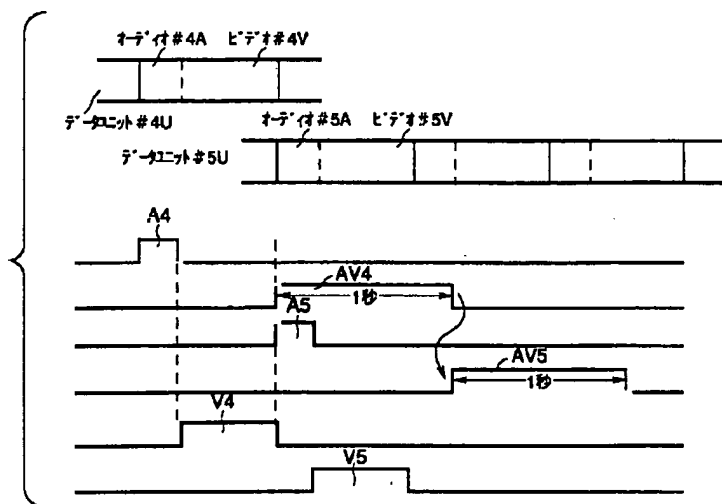 オーディオ#4A ビデオ#4V
データユニット#4U
オーディオ#5A ビデオ#5V
データユニット#5U
A4
AV4
1秒
A5
AV5
1秒
V4
V5